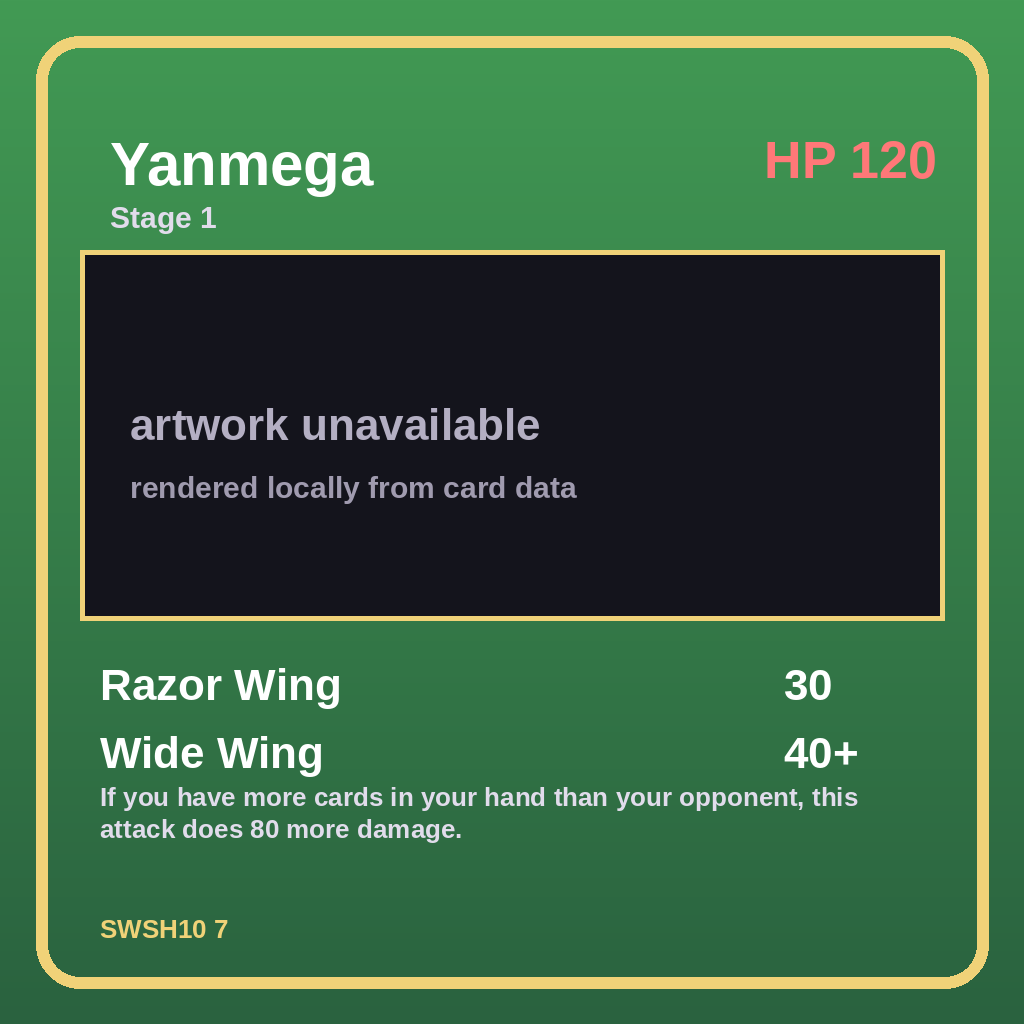 Yanmega
HP 120
Stage 1
artwork unavailable
rendered locally from card data
Razor Wing 30
Wide Wing 40+
If you have more cards in your hand than your opponent, this
attack does 80 more damage.
SWSH10 7